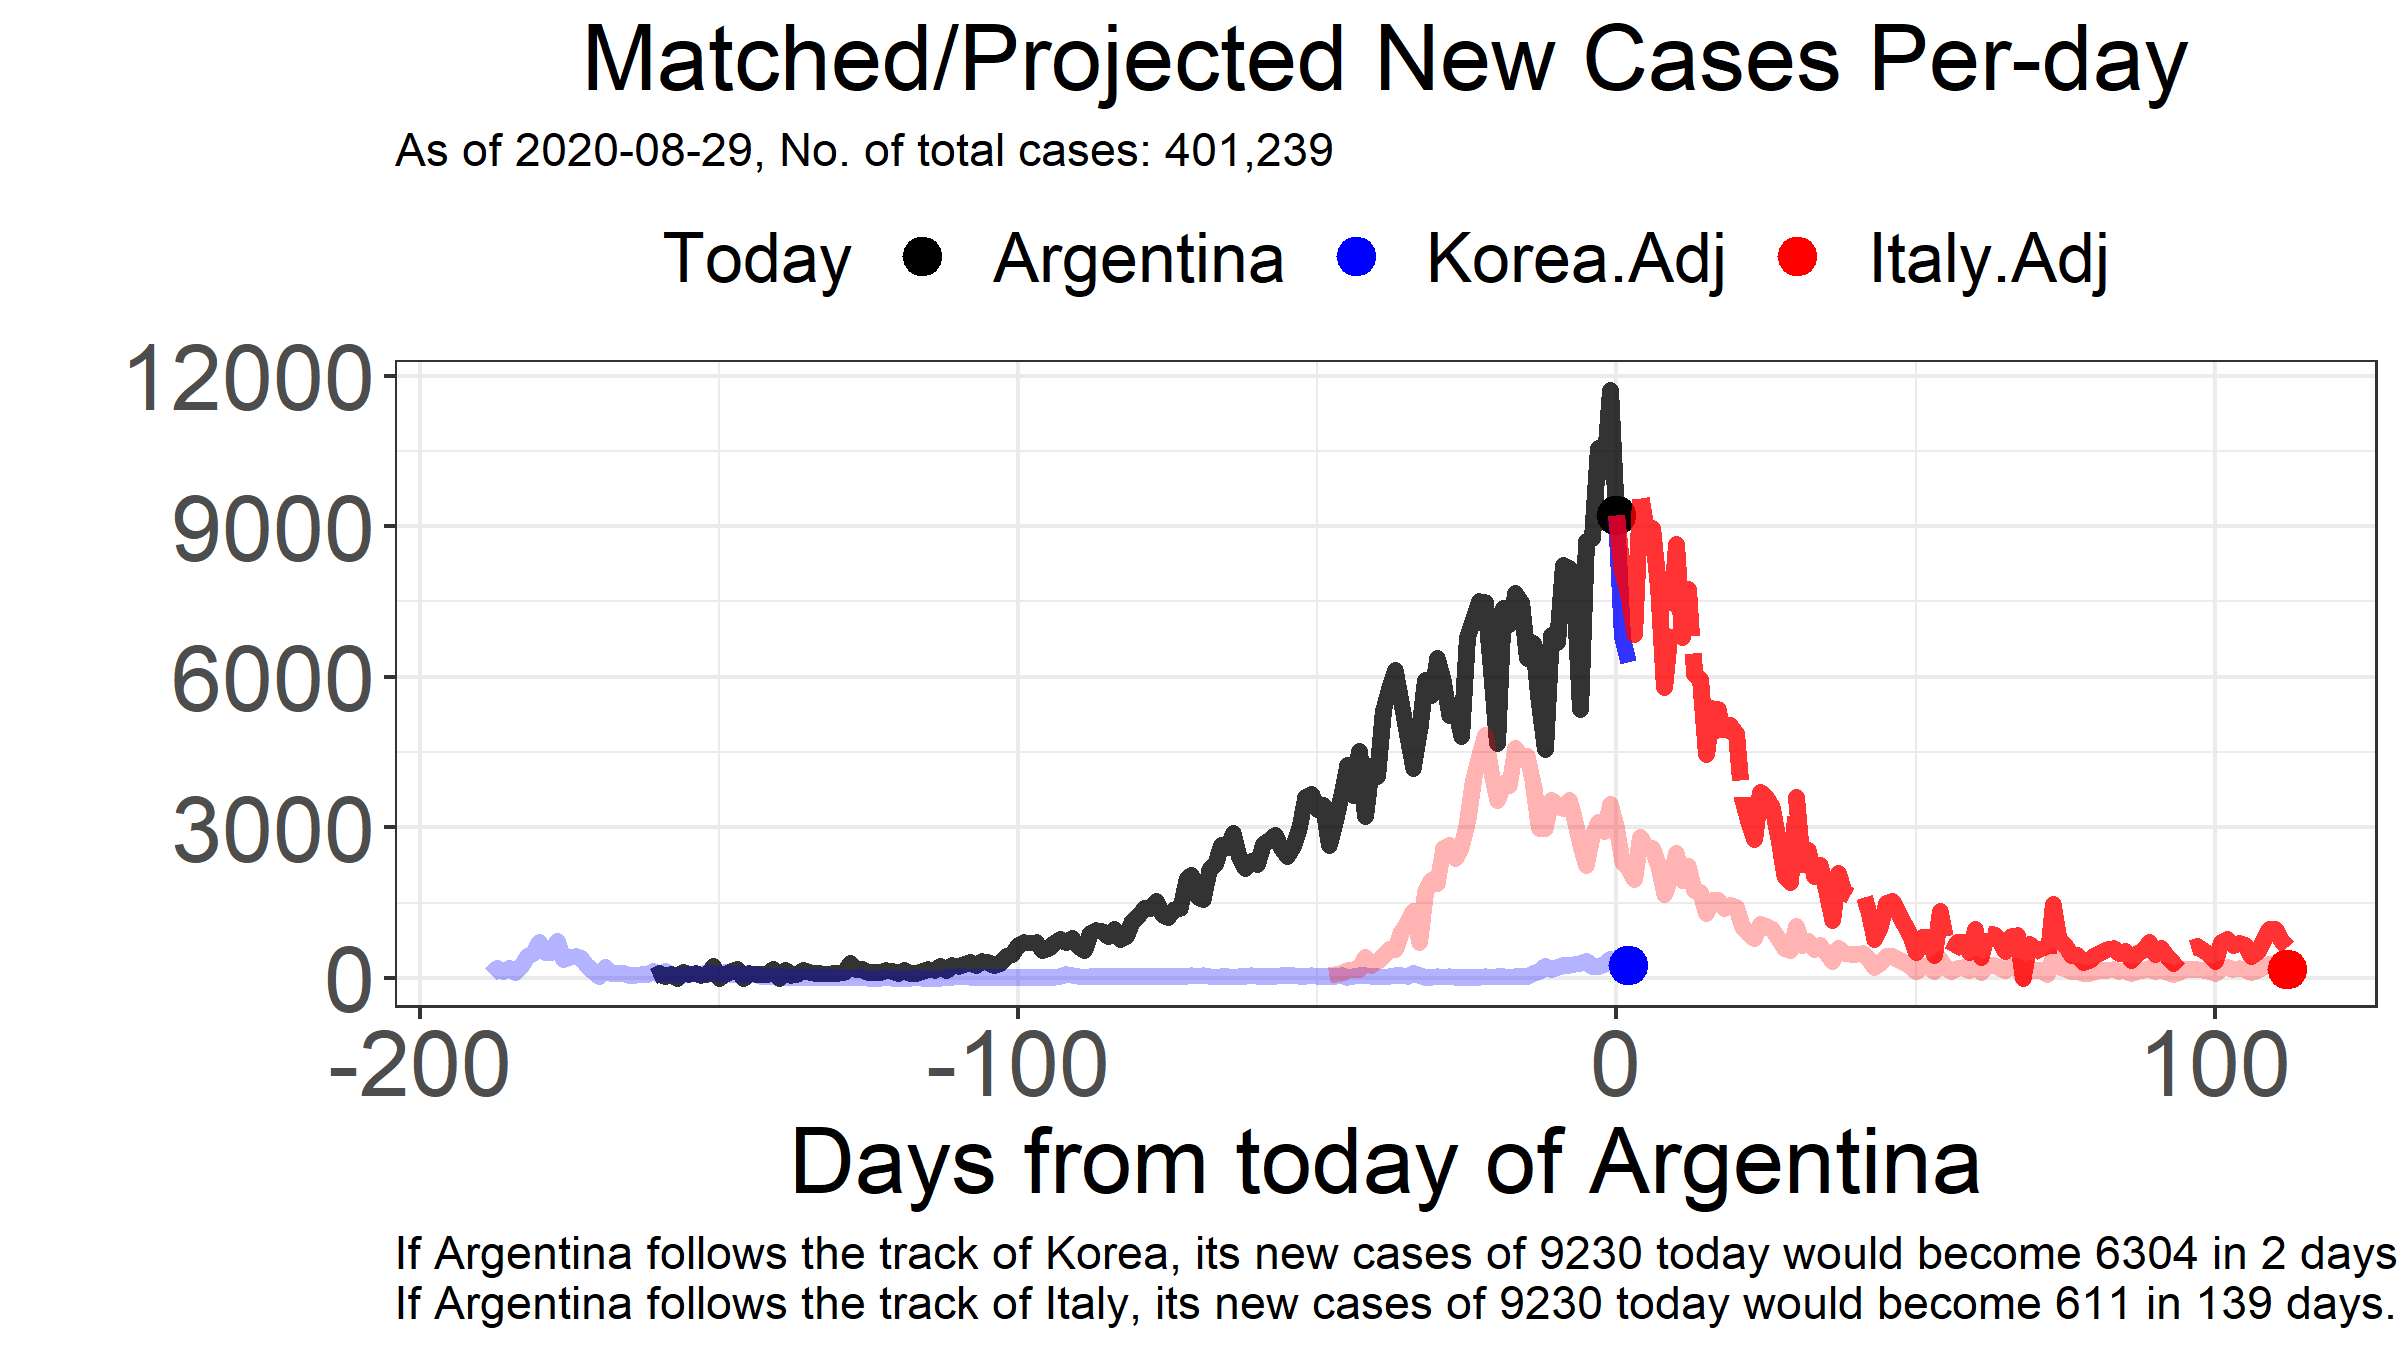 Matched/Projected New Cases Per-day
As of 2020-08-29, No. of total cases: 401,239
Today Argentina Korea.Adj Italy.Adj
12000
9000
6000
3000
0
-200 -100 0 100
Days from today of Argentina
If Argentina follows the track of Korea, its new cases of 9230 today would become 6304 in 2 days
If Argentina follows the track of Italy, its new cases of 9230 today would become 611 in 139 days.